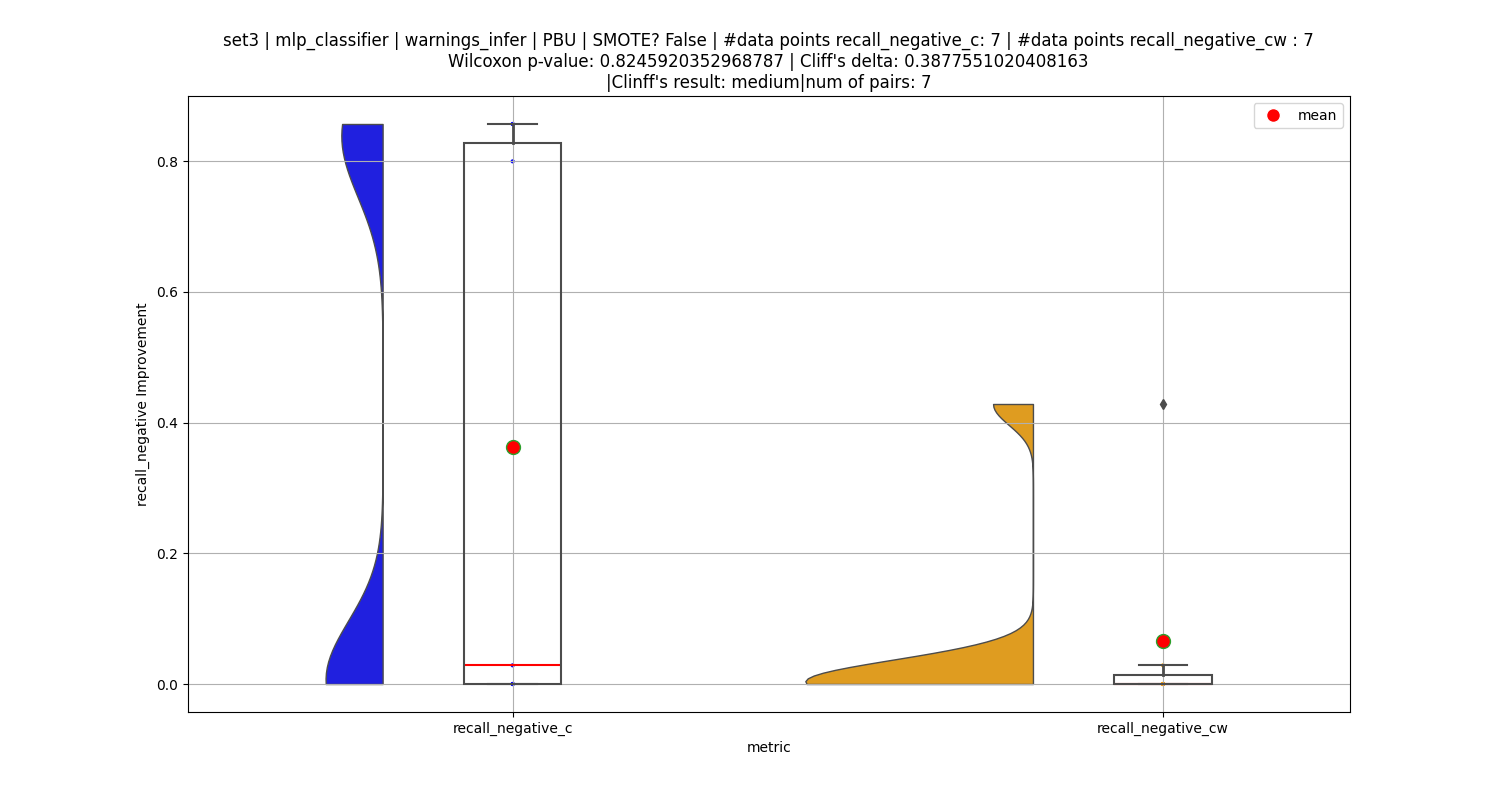 set3 | mlp_classifier | warnings_infer | PBU | SMOTE? False | #data points recall_negative_c: 7 | #data points recall_negative_cw : 7
Wilcoxon p-value: 0.8245920352968787 | Cliff's delta: 0.3877551020408163
|Clinff's result: medium|num of pairs: 7
mean
0.8
0.6
0.4
0.2
0.0
recall_negative Improvement
recall_negative_c
recall_negative_cw
metric